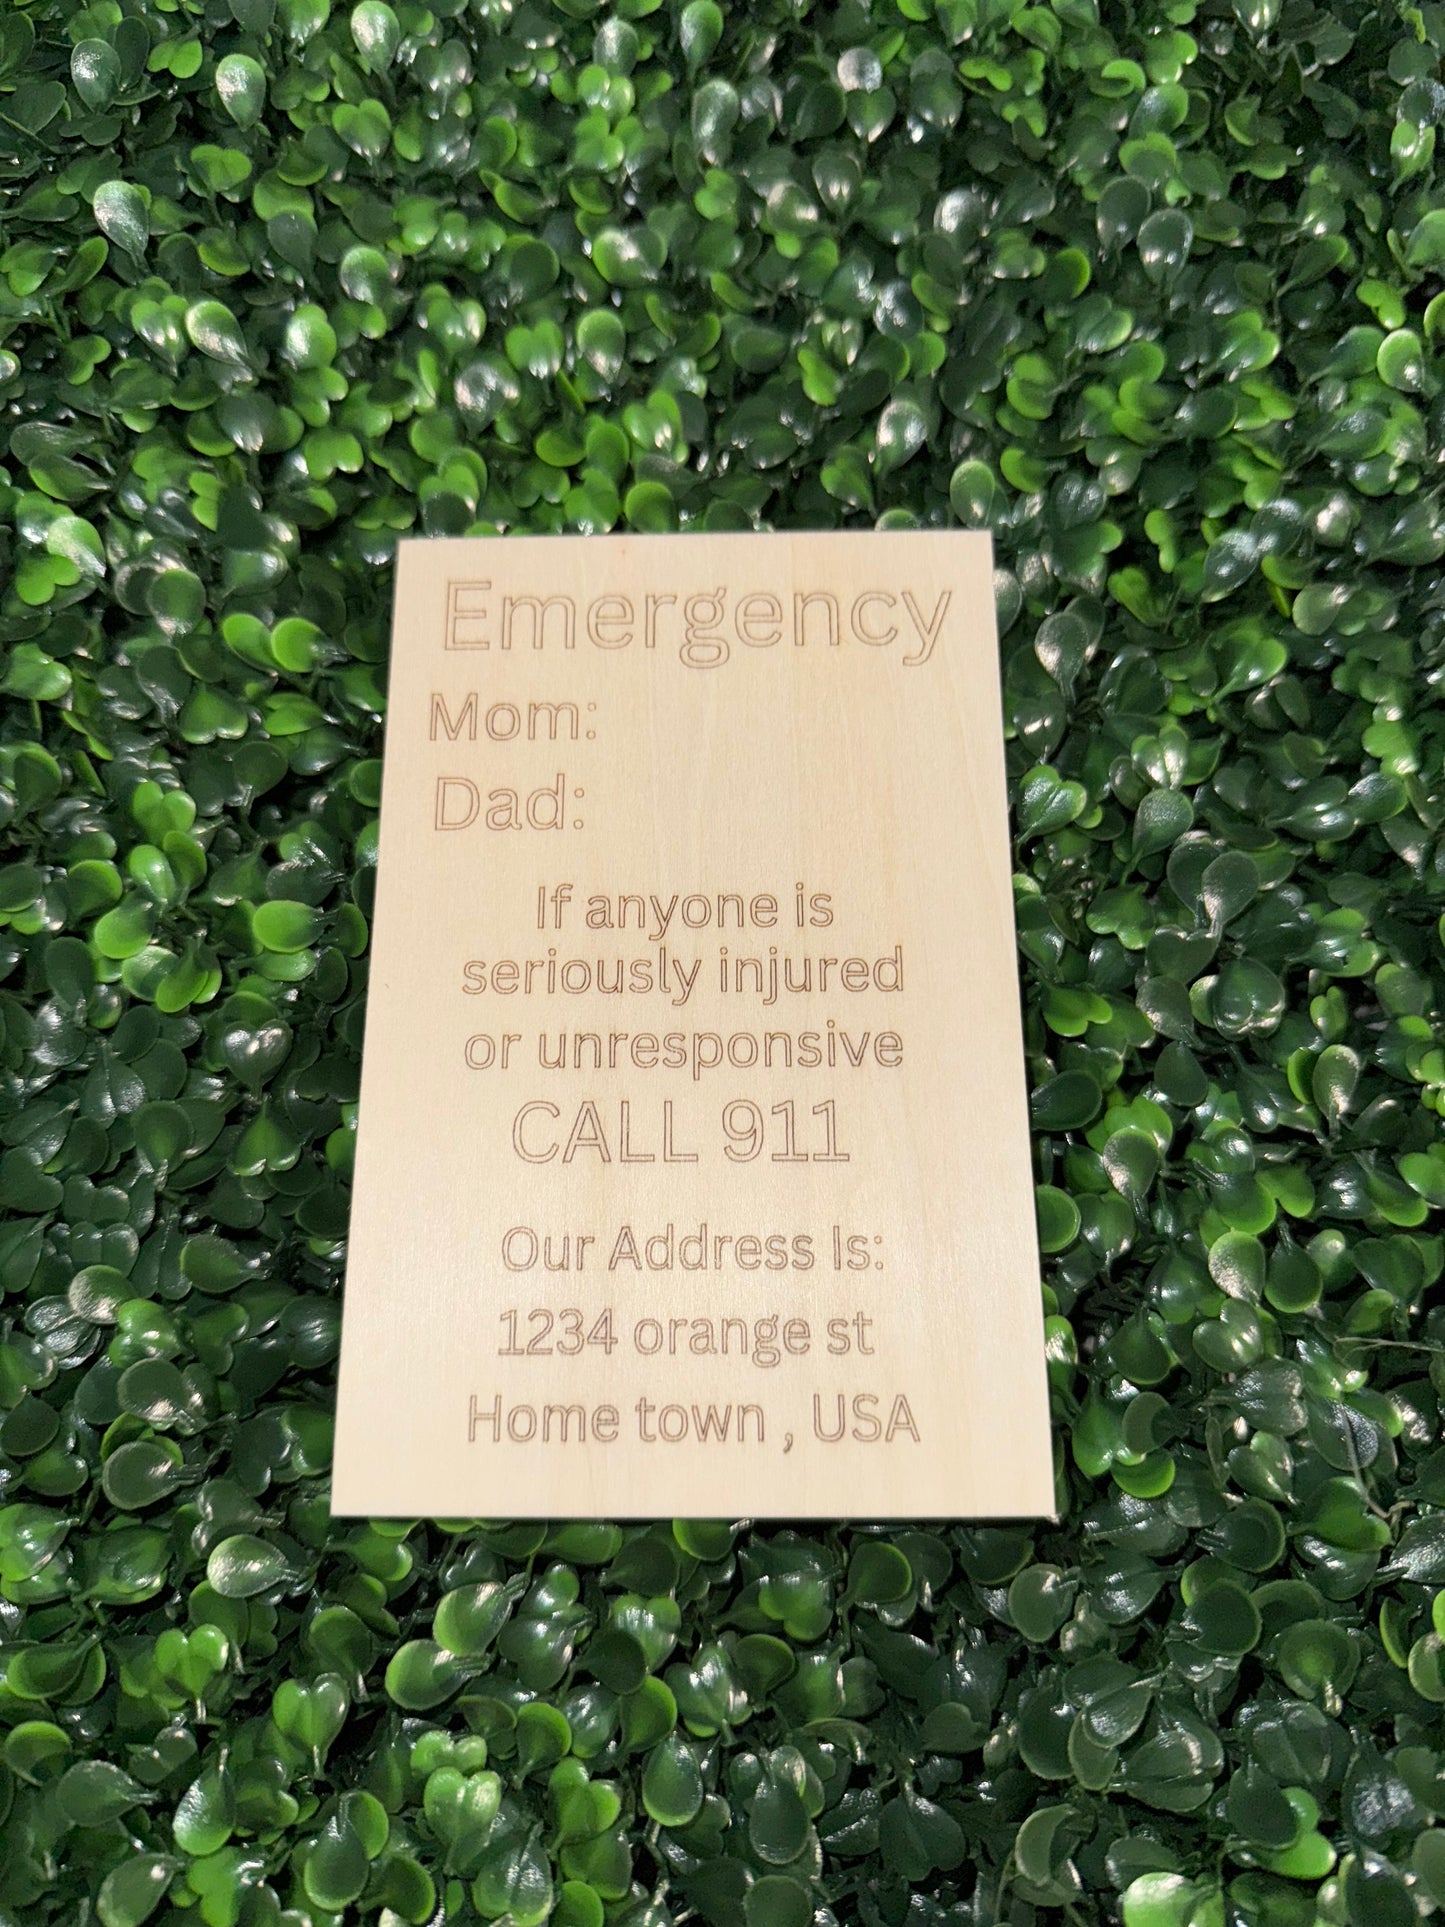 Emergency
Mom:
Dad:
If anyone is
seriously injured
or unresponsive
CALL 911
Our Address Is:
1234 orange st
Home town , USA